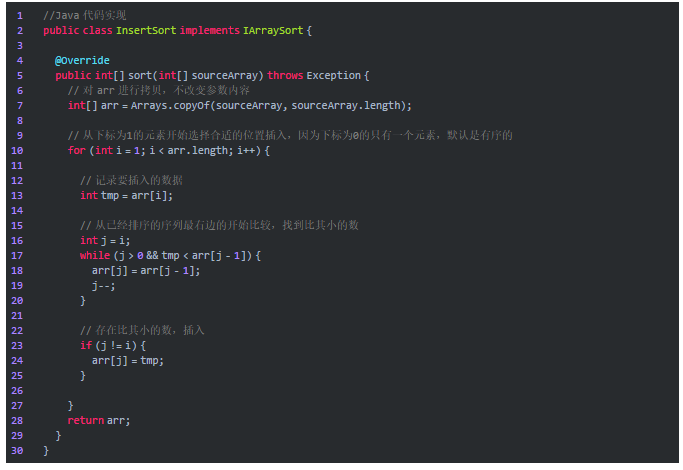 1 //Java 代码实现
2 public class InsertSort implements IArraySort {
3
4 @Override
5 public int[] sort(int[] sourceArray) throws Exception {
6 // 对 arr 进行拷贝，不改变参数内容
7 int[] arr = Arrays.copyOf(sourceArray, sourceArray.length);
8
9 // 从下标为1的元素开始选择合适的位置插入，因为下标为0的只有一个元素，默认是有序的
10 for (int i = 1; i < arr.length; i++) {
11
12 // 记录要插入的数据
13 int tmp = arr[i];
14
15 // 从已经排序的序列最右边的开始比较，找到比其小的数
16 int j = i;
17 while (j > 0 && tmp < arr[j - 1]) {
18 arr[j] = arr[j - 1];
19 j--;
20 }
21
22 // 存在比其小的数，插入
23 if (j != i) {
24 arr[j] = tmp;
25 }
26
27 }
28 return arr;
29 }
30 }